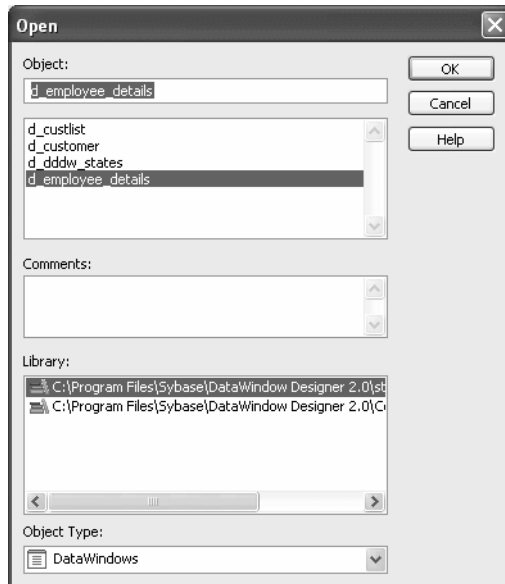 Open
Object:
OK
d_employee_details
Cancel
d_custlist
Help
d_customer
d_dddw_states
d_employee_details
Comments:
Library:
C:\Program Files\Sybase\DataWindow Designer 2.0\st
C:\Program Files\Sybase\DataWindow Designer 2.0\C
Object Type:
DataWindows